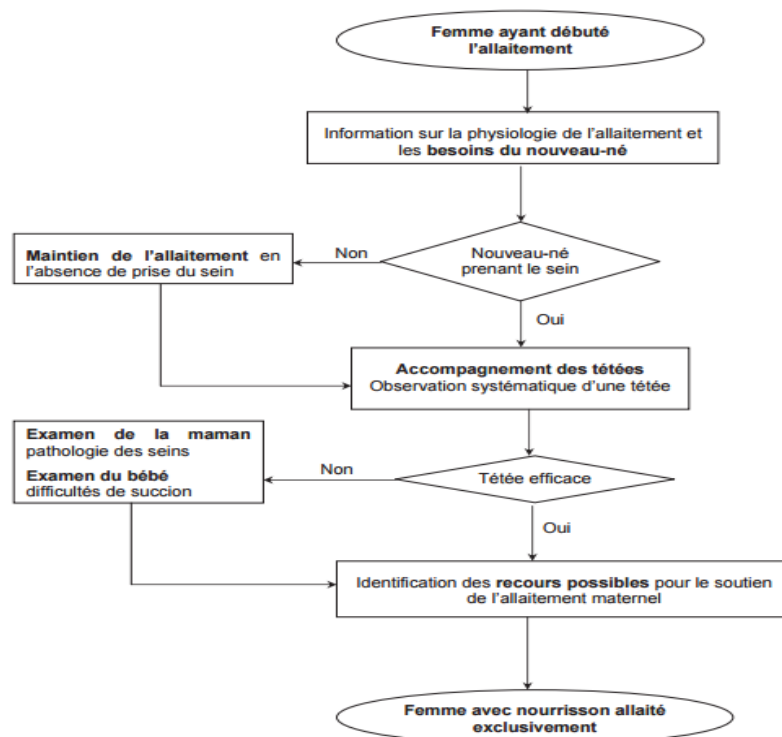 Femme ayant débuté
l'allaitement
Information sur la physiologie de l'allaitement et
les besoins du nouveau-né
Maintien de l'allaitement en
l'absence de prise du sein
Non
Nouveau-né
prenant le sein
Oui
Accompagnement des tétées
Observation systématique d'une tétée
Examen de la maman
pathologie des seins
Examen du bébé
difficultés de succion
Non
Tétée efficace
Oui
Identification des recours possibles pour le soutien
de l'allaitement maternel
Femme avec nourrisson allaité
exclusivement